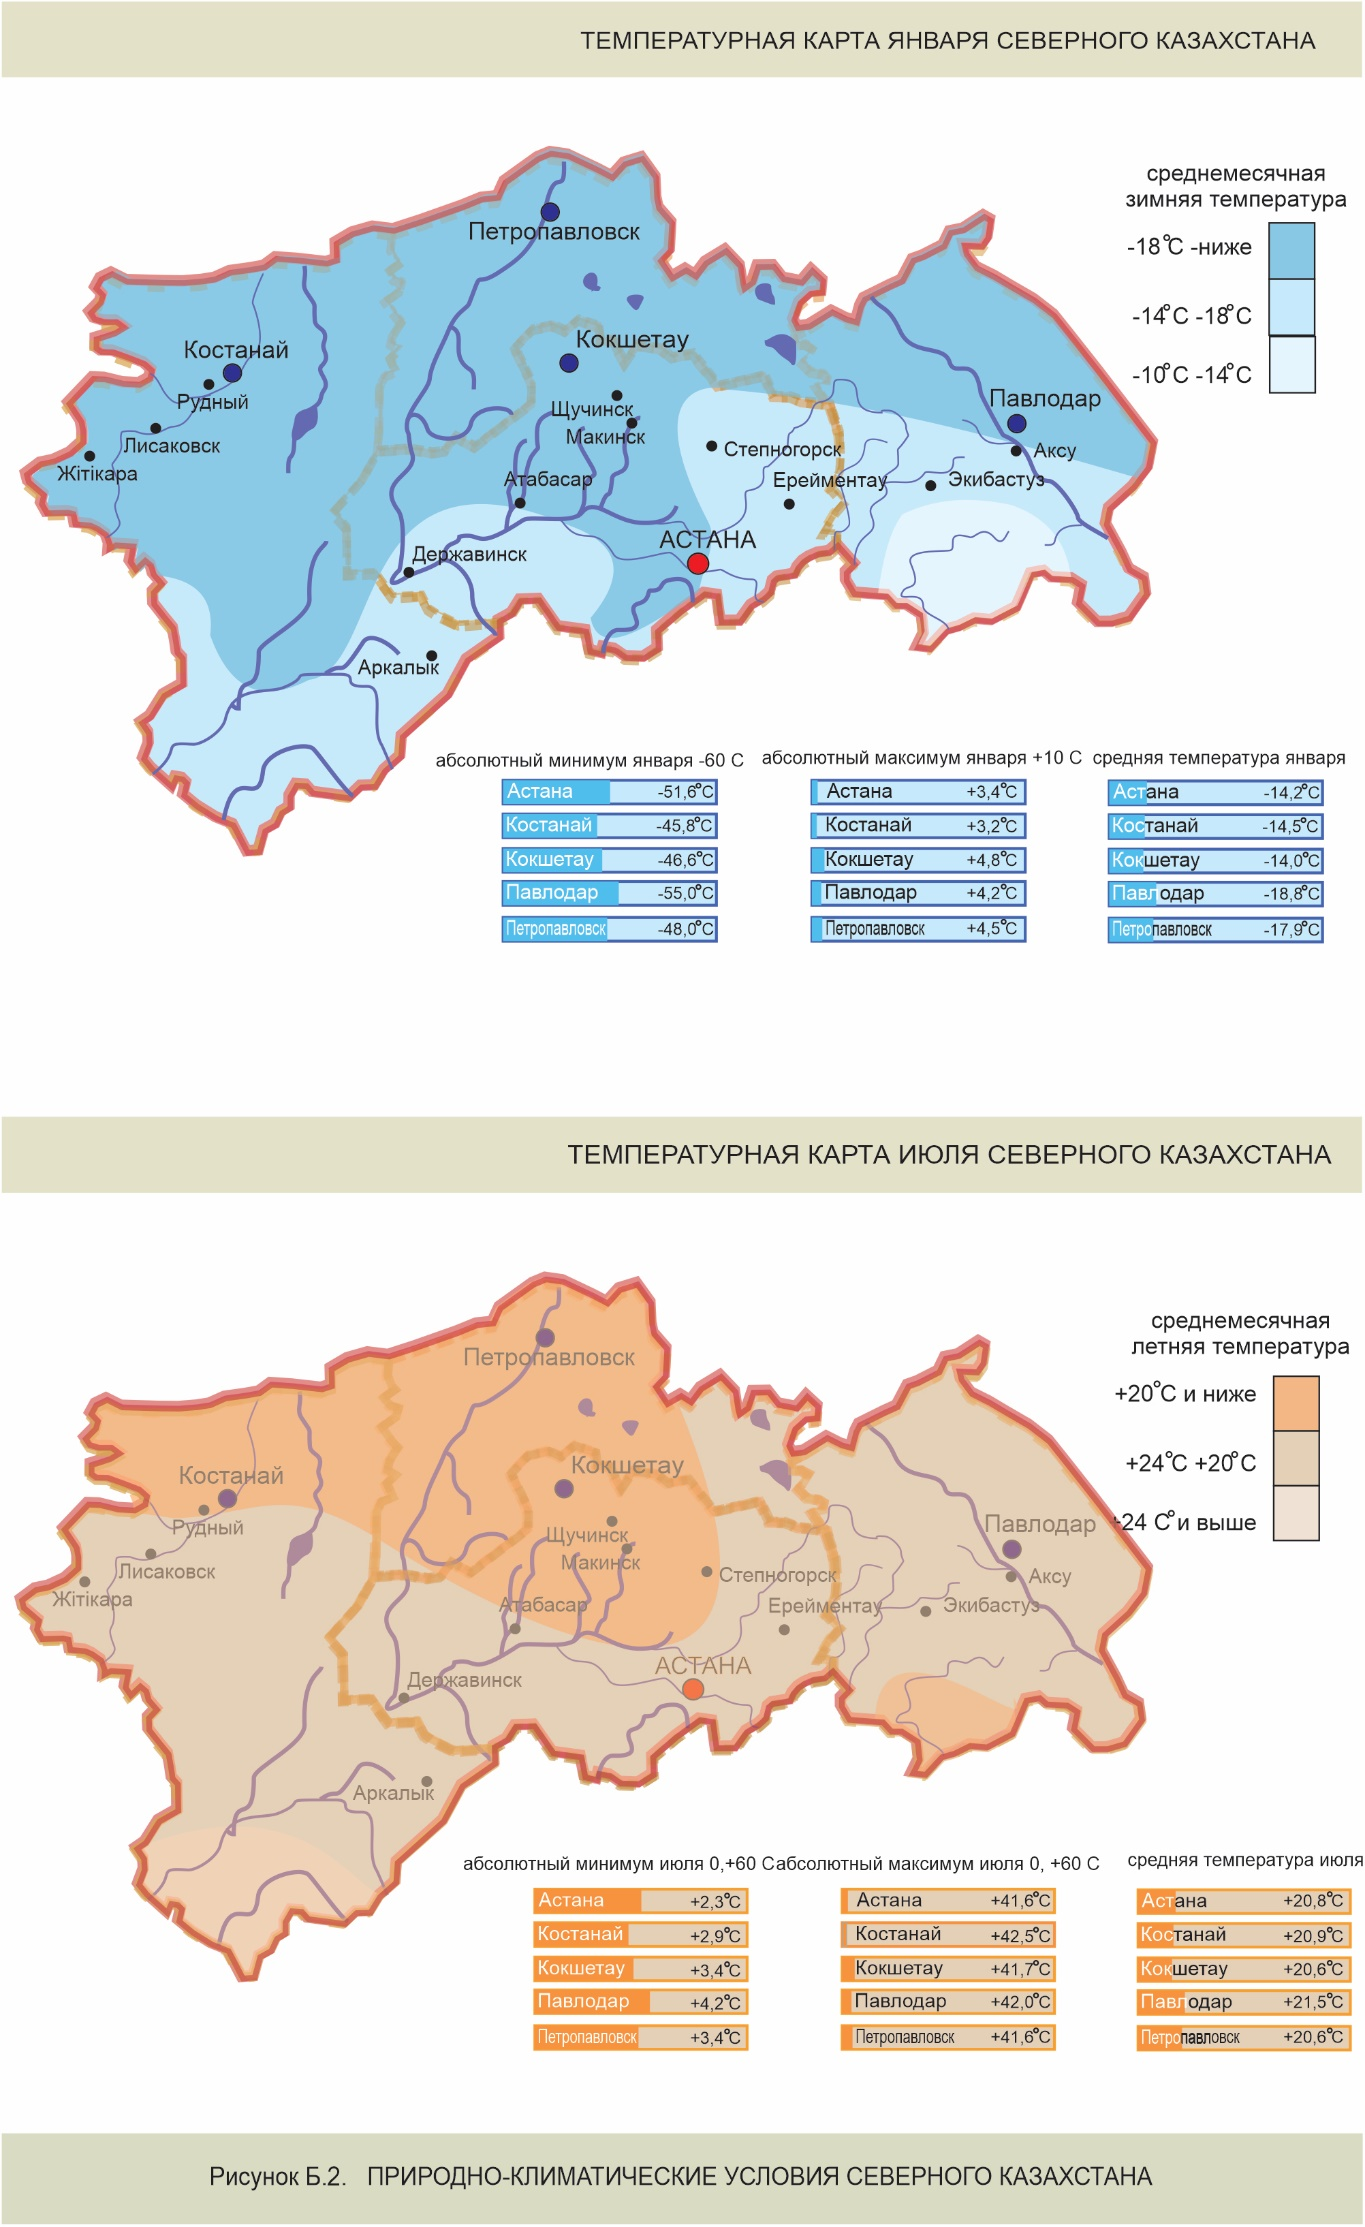 ТЕМПЕРАТУРНАЯ КАРТА ЯНВАРЯ СЕВЕРНОГО КАЗАХСТАНА
среднемесячная
зимняя температура
-18°С -ниже
-14°С -18°С
-10°С -14°С
Петропавловск
Кокшетау
Костанай
Рудный
Лисаковск
Жітікара
Щучинск
Макинск
Степногорск
Атабасар
Ерейментау
Павлодар
Аксу
Экибастуз
АСТАНА
Державинск
Аркалык
абсолютный минимум января -60 С
Астана -51,6°С
Костанай -45,8°С
Кокшетау -46,6°С
Павлодар -55,0°С
Петропавловск -48,0°С
абсолютный максимум января +10 С
Астана +3,4°С
Костанай +3,2°С
Кокшетау +4,8°С
Павлодар +4,2°С
Петропавловск +4,5°С
средняя температура января
Астана -14,2°С
Костанай -14,5°С
Кокшетау -14,0°С
Павлодар -18,8°С
Петропавловск -17,9°С
ТЕМПЕРАТУРНАЯ КАРТА ИЮЛЯ СЕВЕРНОГО КАЗАХСТАНА
среднемесячная
летняя температура
+20°С и ниже
+24°С +20°С
+24 С° и выше
Петропавловск
Кокшетау
Костанай
Рудный
Лисаковск
Жітікара
Щучинск
Макинск
Степногорск
Атабасар
Ерейментау
Павлодар
Аксу
Экибастуз
АСТАНА
Державинск
Аркалык
абсолютный минимум июля 0,+60 С
Астана +2,3°С
Костанай +2,9°С
Кокшетау +3,4°С
Павлодар +4,2°С
Петропавловск +3,4°С
абсолютный максимум июля 0, +60 С
Астана +41,6°С
Костанай +42,5°С
Кокшетау +41,7°С
Павлодар +42,0°С
Петропавловск +41,6°С
средняя температура июля
Астана +20,8°С
Костанай +20,9°С
Кокшетау +20,6°С
Павлодар +21,5°С
Петропавловск +20,6°С
Рисунок Б.2. ПРИРОДНО-КЛИМАТИЧЕСКИЕ УСЛОВИЯ СЕВЕРНОГО КАЗАХСТАНА